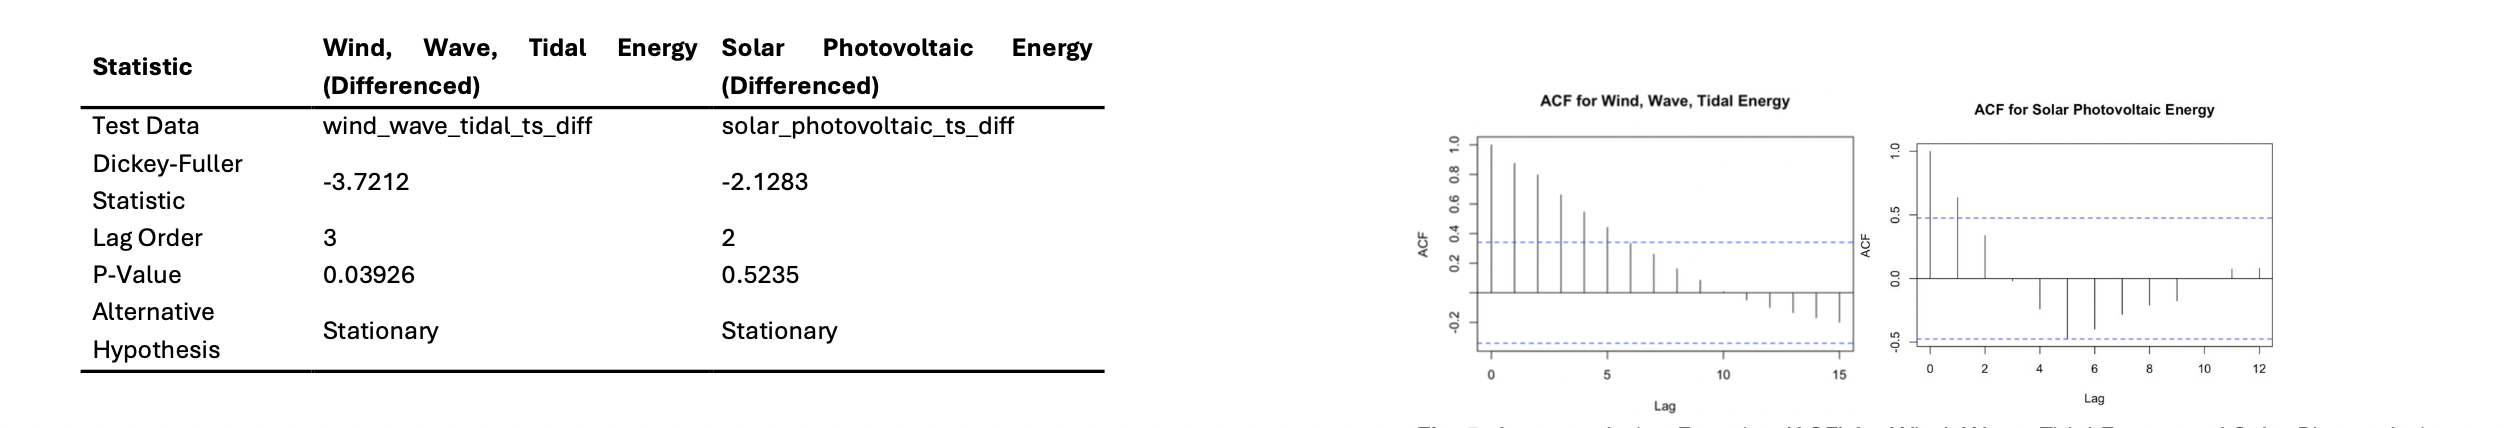 Statistic
Wind, Wave, Tidal Energy
(Differenced)
Solar Photovoltaic Energy
(Differenced)
Test Data
wind_wave_tidal_ts_diff
solar_photovoltaic_ts_diff
Dickey-Fuller
Statistic
-3.7212
-2.1283
Lag Order
3
2
P-Value
0.03926
0.5235
Alternative
Hypothesis
Stationary
Stationary
ACF for Wind, Wave, Tidal Energy
ACF
1.0
0.8
0.6
0.4
0.2
-0.2
0 5 10 15
Lag
ACF for Solar Photovoltaic Energy
ACF
1.0
0.5
0.0
-0.5
0 2 4 6 8 10 12
Lag